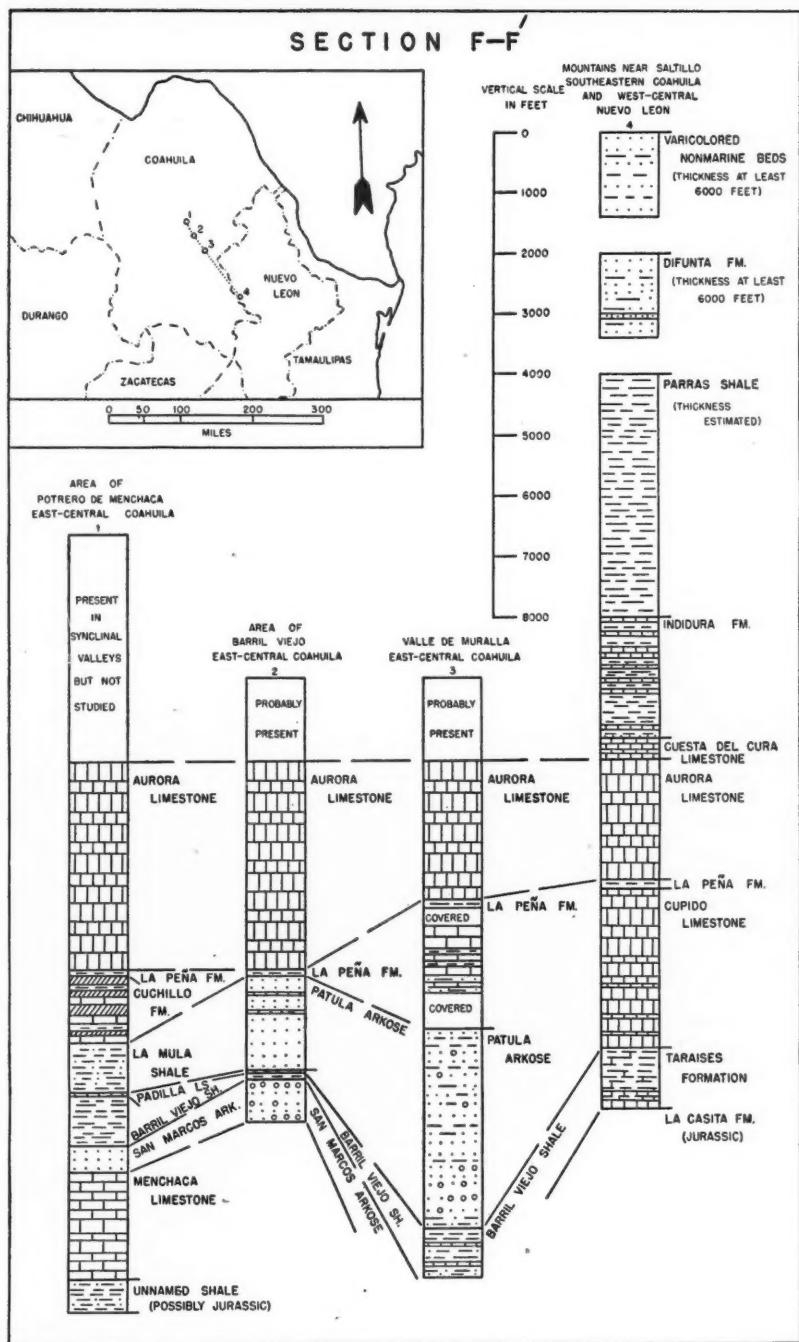 SECTION F–F'
CHIHUAHUA
COAHUILA
NUEVO
LEON
DURANGO
TAMAULIPAS
ZACATECAS
1
2
3
4
0 50 100 200 300
MILES
VERTICAL SCALE
IN FEET
0
1000
2000
3000
4000
5000
6000
7000
8000
MOUNTAINS NEAR SALTILLO
SOUTHEASTERN COAHUILA
AND WEST-CENTRAL
NUEVO LEON
4
VARICOLORED
NONMARINE BEDS
(THICKNESS AT LEAST
6000 FEET)
DIFUNTA FM.
(THICKNESS AT LEAST
6000 FEET)
PARRAS SHALE
(THICKNESS
ESTIMATED)
INDIDURA FM.
CUESTA DEL CURA
LIMESTONE
AURORA
LIMESTONE
LA PEÑA FM.
CUPIDO
LIMESTONE
TARAISES
FORMATION
LA CASITA FM.
(JURASSIC)
AREA OF
POTRERO DE MENCHACA
EAST-CENTRAL COAHUILA
1
PRESENT
IN
SYNCLINAL
VALLEYS
BUT NOT
STUDIED
AURORA
LIMESTONE
LA PEÑA FM.
CUCHILLO
FM.
LA MULA
SHALE
PADILLA LS.
BARRIL VIEJO SH.
SAN MARCOS ARK.
MENCHACA
LIMESTONE
UNNAMED SHALE
(POSSIBLY JURASSIC)
AREA OF
BARRIL VIEJO
EAST-CENTRAL COAHUILA
2
PROBABLY
PRESENT
AURORA
LIMESTONE
LA PEÑA FM.
PATULA ARKOSE
BARRIL VIEJO SH.
SAN MARCOS ARKOSE
VALLE DE MURALLA
EAST-CENTRAL COAHUILA
3
PROBABLY
PRESENT
AURORA
LIMESTONE
LA PEÑA FM.
COVERED
COVERED
PATULA
ARKOSE
BARRIL VIEJO SHALE